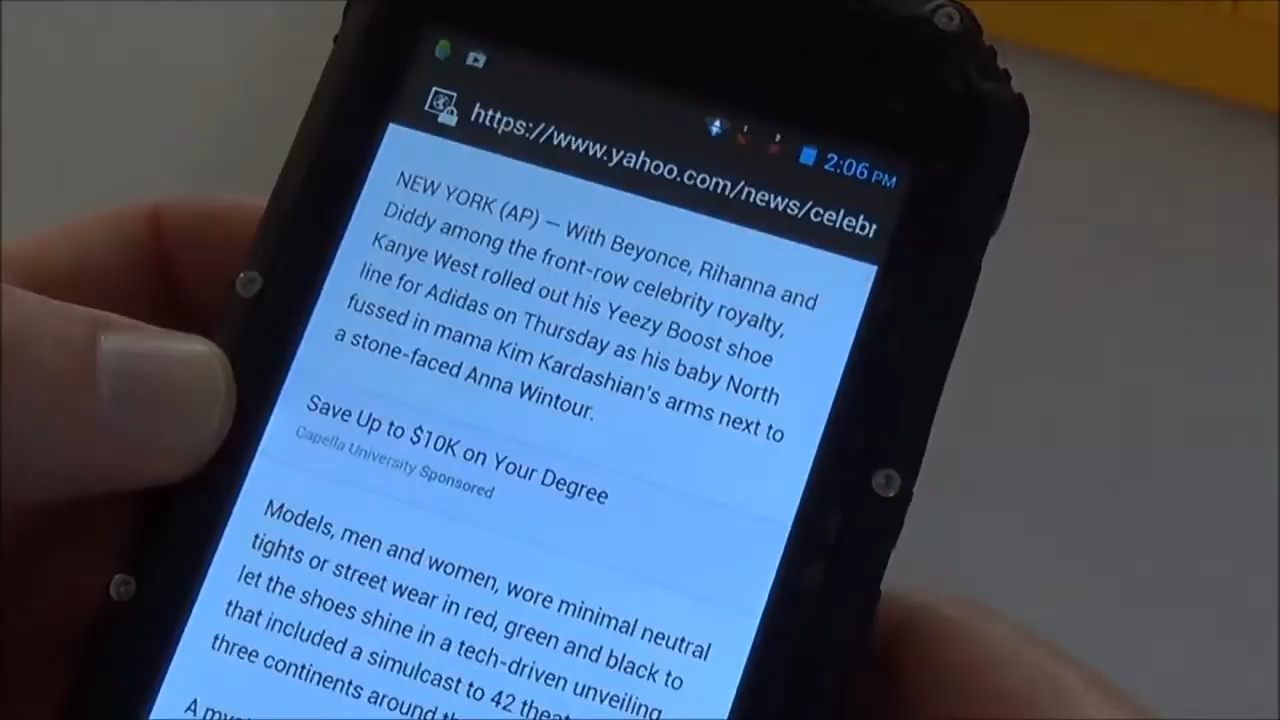 2:06 PM
https://www.yahoo.com/news/celebr
NEW YORK (AP) — With Beyonce, Rihanna and
Diddy among the front-row celebrity royalty,
Kanye West rolled out his Yeezy Boost shoe
line for Adidas on Thursday as his baby North
fussed in mama Kim Kardashian's arms next to
a stone-faced Anna Wintour.
Save Up to $10K on Your Degree
Capella University Sponsored
Models, men and women, wore minimal neutral
tights or street wear in red, green and black to
let the shoes shine in a tech-driven unveiling
that included a simulcast to 42 theat
three continents around
A